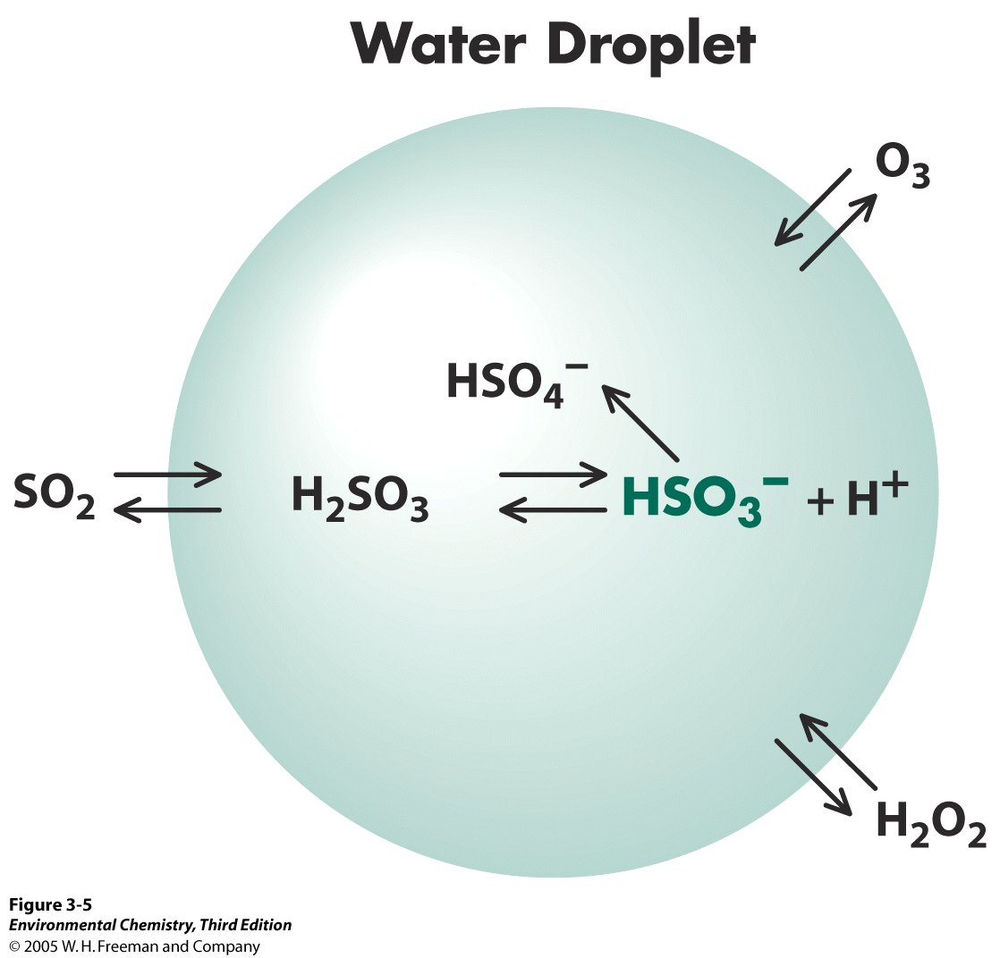 Water Droplet
O₃
HSO₄⁻
SO₂ ⇌ H₂SO₃ ⇌ HSO₃⁻ + H⁺
H₂O₂
Figure 3-5
Environmental Chemistry, Third Edition
© 2005 W. H. Freeman and Company